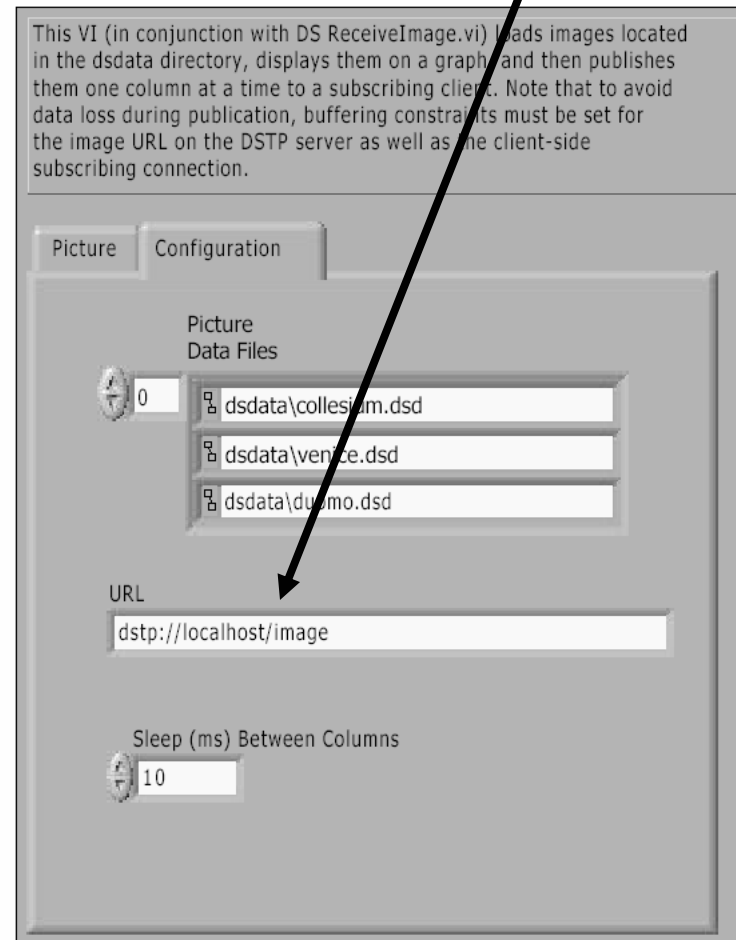 This VI (in conjunction with DS ReceiveImage.vi) loads images located
in the dsdata directory, displays them on a graph, and then publishes
them one column at a time to a subscribing client. Note that to avoid
data loss during publication, buffering constraints must be set for
the image URL on the DSTP server as well as the client-side
subscribing connection.
Picture Configuration
Picture
Data Files
0
dsdata\collesium.dsd
dsdata\venice.dsd
dsdata\duomo.dsd
URL
dstp://localhost/image
Sleep (ms) Between Columns
10